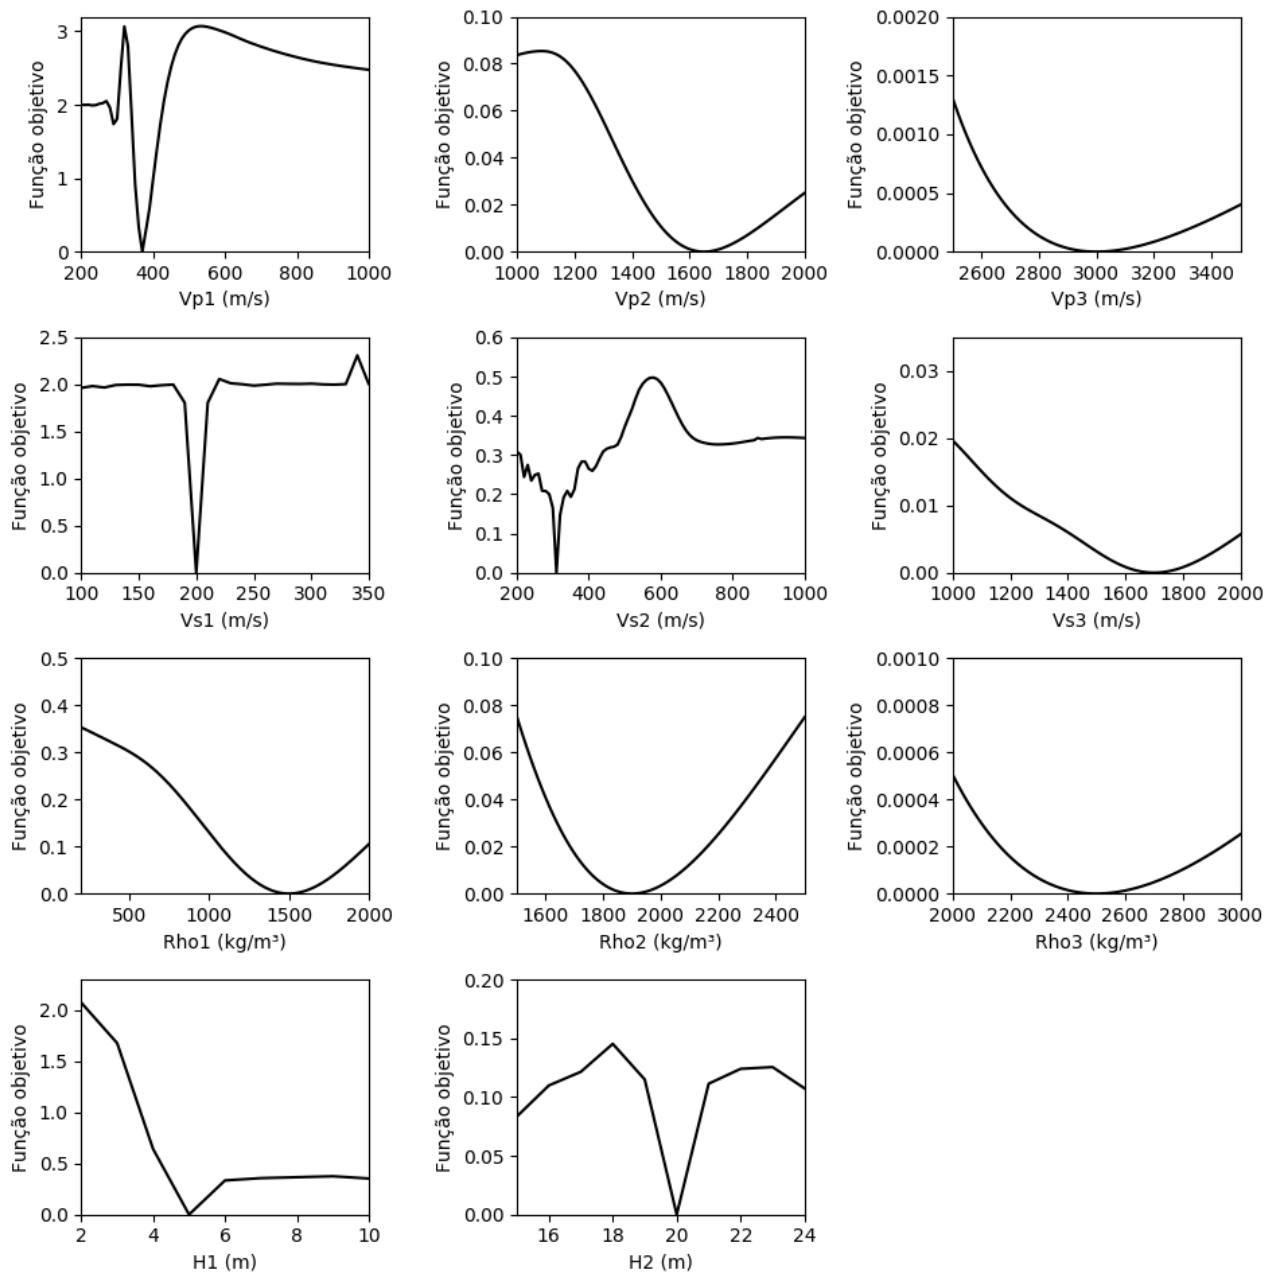 3
2
1
0
Função objetivo
200 400 600 800 1000
Vp1 (m/s)
0.10
0.08
0.06
0.04
0.02
0.00
Função objetivo
1000 1200 1400 1600 1800 2000
Vp2 (m/s)
0.0020
0.0015
0.0010
0.0005
0.0000
Função objetivo
2600 2800 3000 3200 3400
Vp3 (m/s)
2.5
2.0
1.5
1.0
0.5
0.0
Função objetivo
100 150 200 250 300 350
Vs1 (m/s)
0.6
0.5
0.4
0.3
0.2
0.1
0.0
Função objetivo
200 400 600 800 1000
Vs2 (m/s)
0.03
0.02
0.01
0.00
Função objetivo
1000 1200 1400 1600 1800 2000
Vs3 (m/s)
0.5
0.4
0.3
0.2
0.1
0.0
Função objetivo
500 1000 1500 2000
Rho1 (kg/m³)
0.10
0.08
0.06
0.04
0.02
0.00
Função objetivo
1600 1800 2000 2200 2400
Rho2 (kg/m³)
0.0010
0.0008
0.0006
0.0004
0.0002
0.0000
Função objetivo
2000 2200 2400 2600 2800 3000
Rho3 (kg/m³)
2.0
1.5
1.0
0.5
0.0
Função objetivo
2 4 6 8 10
H1 (m)
0.20
0.15
0.10
0.05
0.00
Função objetivo
16 18 20 22 24
H2 (m)